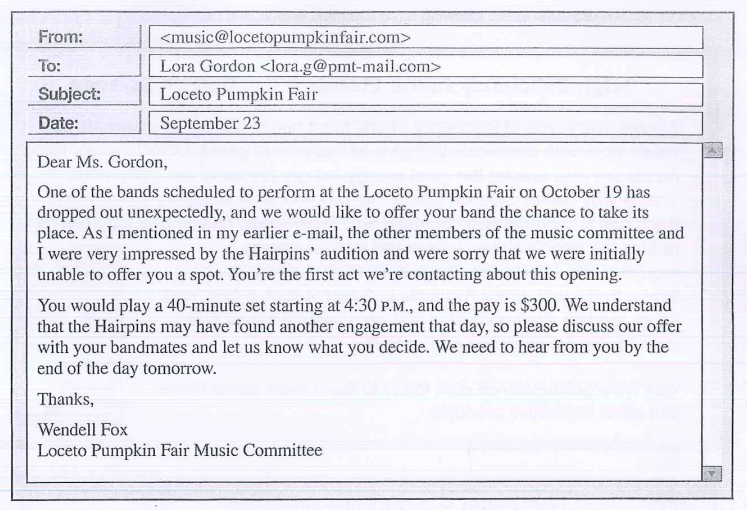 From: <music@locetopumpkinfair.com>
To: Lora Gordon <lora.g@pmt-mail.com>
Subject: Loceto Pumpkin Fair
Date: September 23
Dear Ms. Gordon,
One of the bands scheduled to perform at the Loceto Pumpkin Fair on October 19 has
dropped out unexpectedly, and we would like to offer your band the chance to take its
place. As I mentioned in my earlier e-mail, the other members of the music committee and
I were very impressed by the Hairpins' audition and were sorry that we were initially
unable to offer you a spot. You're the first act we're contacting about this opening.
You would play a 40-minute set starting at 4:30 P.M., and the pay is $300. We understand
that the Hairpins may have found another engagement that day, so please discuss our offer
with your bandmates and let us know what you decide. We need to hear from you by the
end of the day tomorrow.
Thanks,
Wendell Fox
Loceto Pumpkin Fair Music Committee